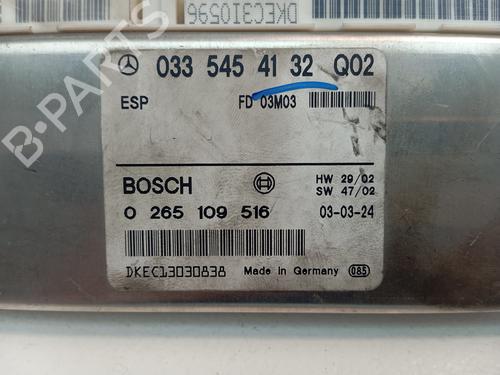 DKEC3I0596
033 545 41 32 Q02
ESP FD 03M03
BOSCH HW 29/02
SW 47/02
0 265 109 516 03-03-24
DKEC13030838 Made in Germany 085
B-PARTS